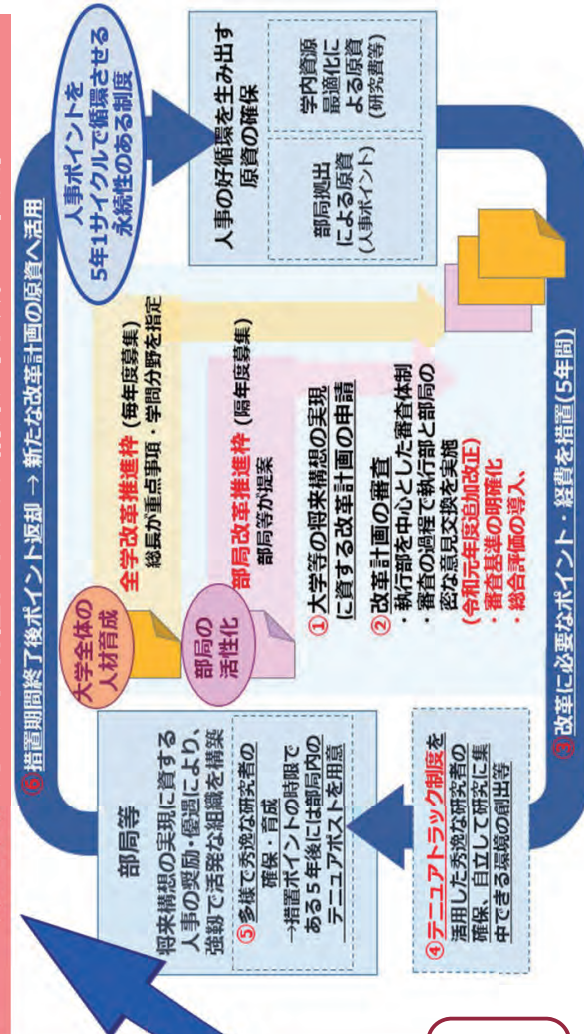 ⑥措置期間終了後ポイント返却 → 新たな改革計画の原資へ活用
人事ポイントを
5年1サイクルで循環させる
永続性のある制度
大学全体の
人材育成
全学改革推進枠 (毎年度募集)
総長が重点事項・学問分野を指定
部局の
活性化
部局改革推進枠 (隔年度募集)
部局等が提案
部局等
将来構想の実現に資する
人事の奨励・優遇により、
強靭で活発な組織を構築
⑤多様で秀逸な研究者の
確保・育成
→措置ポイントの時限で
ある5年後には部局内の
テニュアポストを用意
①大学等の将来構想の実現
に資する改革計画の申請
②改革計画の審査
・執行部を中心とした審査体制
・審査の過程で執行部と部局の
密な意見交換を実施
(令和元年度追加改正)
・審査基準の明確化
・総合評価の導入、
人事の好循環を生み出す
原資の確保
部局拠出
による原資
(人事ポイント)
学内資源
最適化に
よる原資
(研究費等)
④テニュアトラック制度を
活用した秀逸な研究者の
確保、自立して研究に集
中できる環境の創出等
③改革に必要なポイント・経費を措置(5年間)